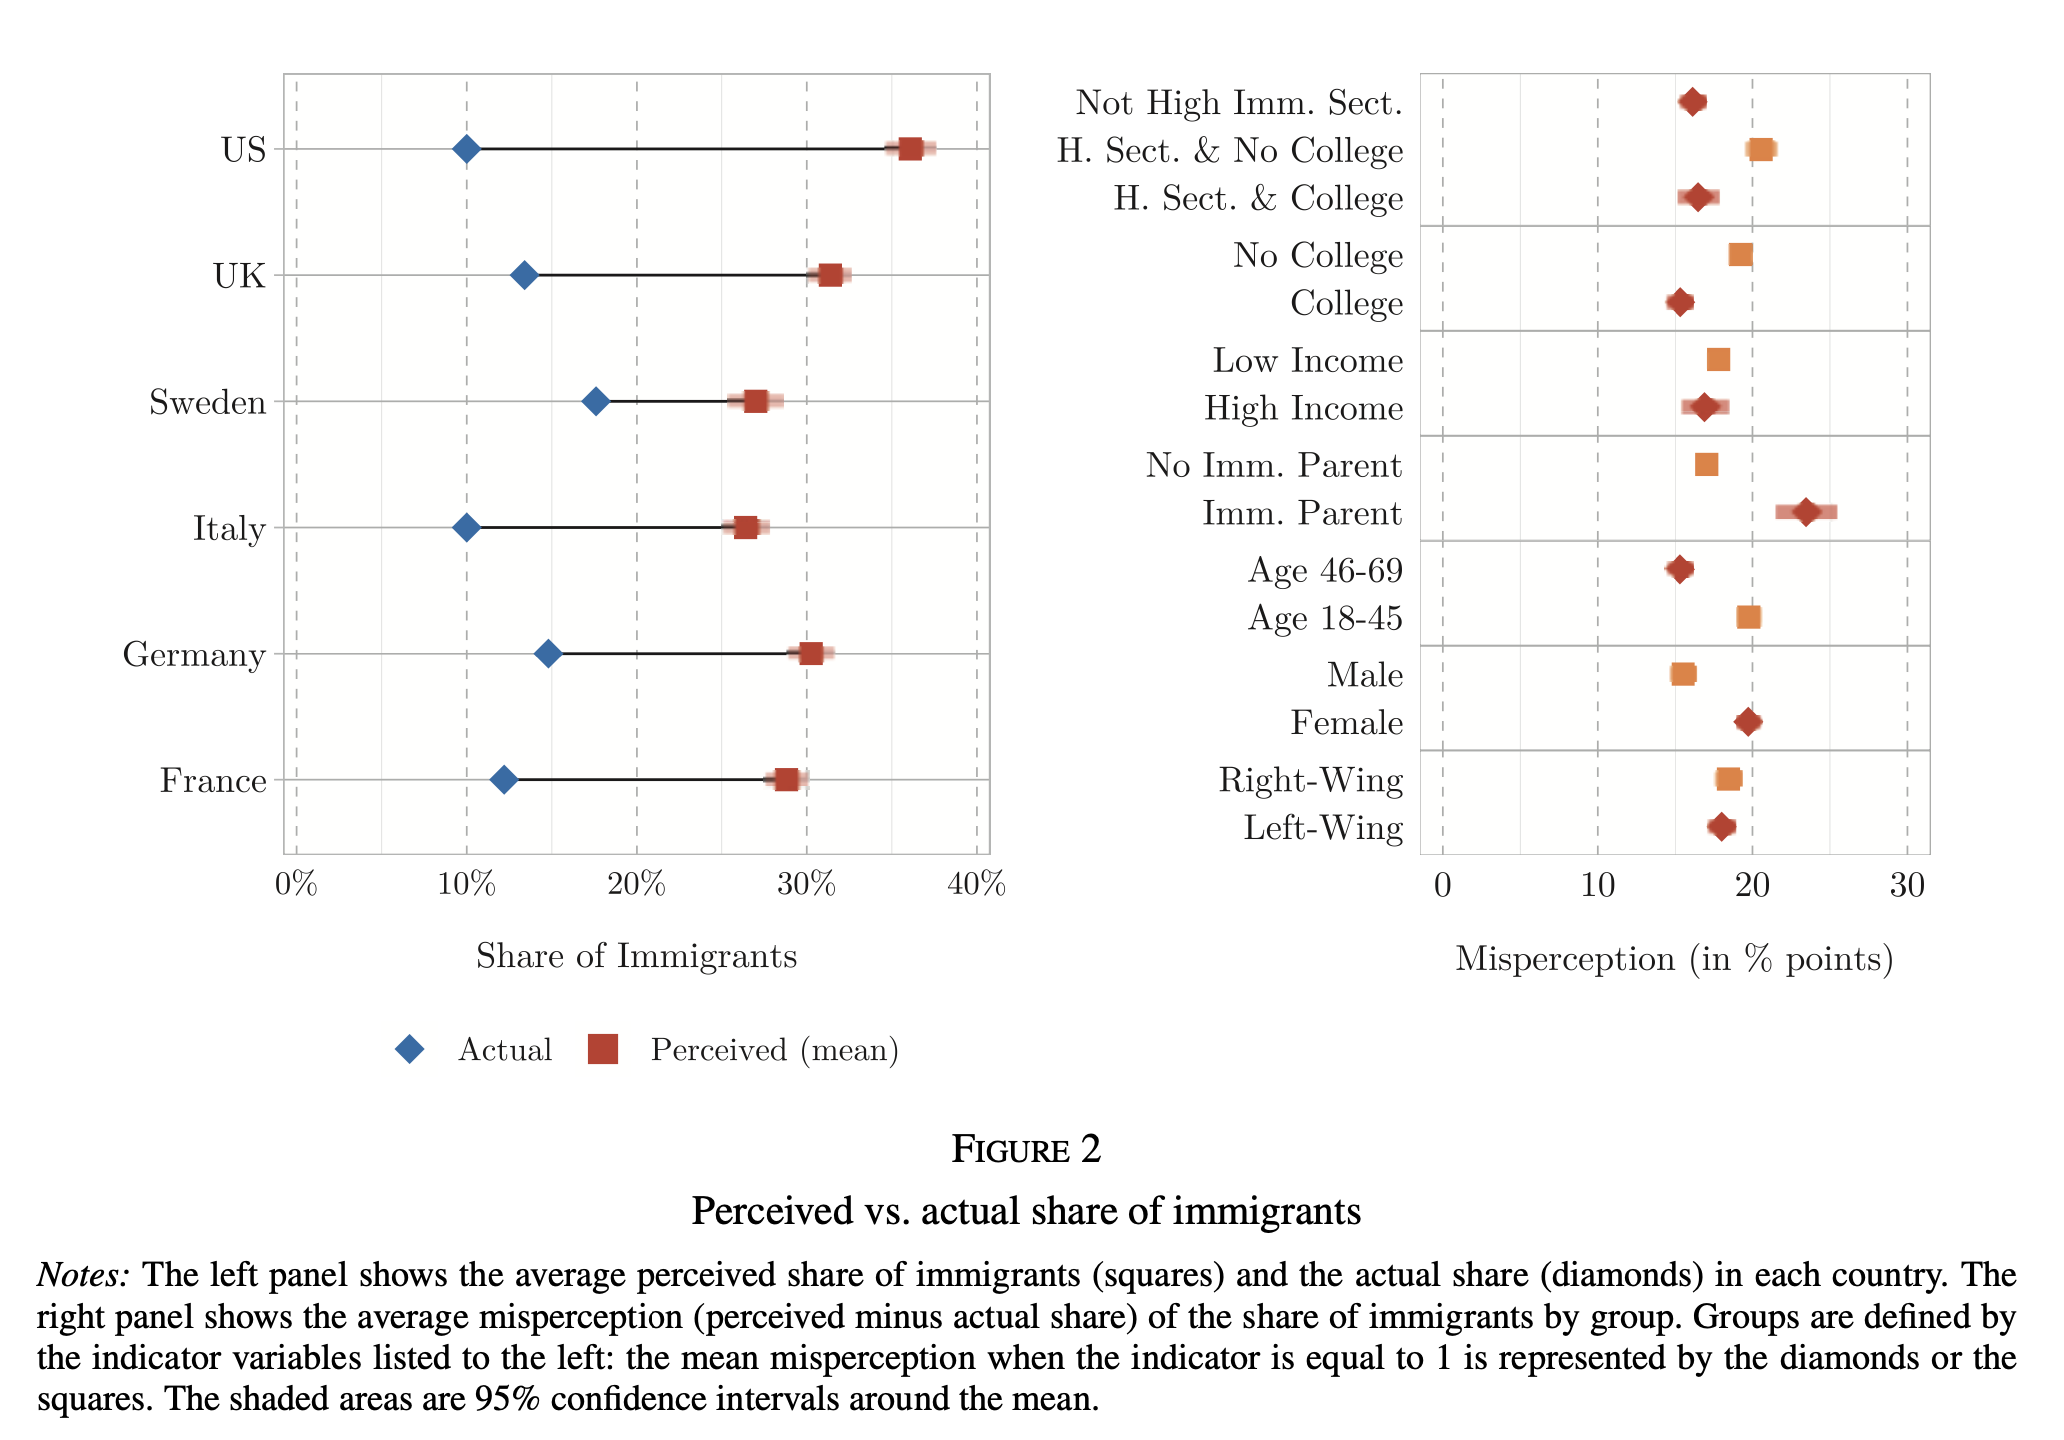 US
UK
Sweden
Italy
Germany
France
0% 10% 20% 30% 40%
Share of Immigrants
Actual Perceived (mean)
Not High Imm. Sect.
H. Sect. & No College
H. Sect. & College
No College
College
Low Income
High Income
No Imm. Parent
Imm. Parent
Age 46-69
Age 18-45
Male
Female
Right-Wing
Left-Wing
0 10 20 30
Misperception (in % points)
FIGURE 2
Perceived vs. actual share of immigrants
Notes: The left panel shows the average perceived share of immigrants (squares) and the actual share (diamonds) in each country. The
right panel shows the average misperception (perceived minus actual share) of the share of immigrants by group. Groups are defined by
the indicator variables listed to the left: the mean misperception when the indicator is equal to 1 is represented by the diamonds or the
squares. The shaded areas are 95% confidence intervals around the mean.